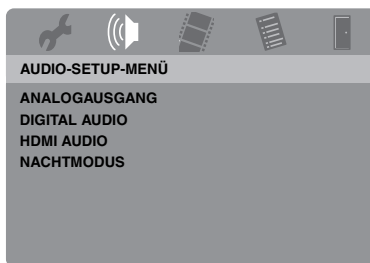 AUDIO-SETUP-MENÜ
ANALOGAUSGANG
DIGITAL AUDIO
HDMI AUDIO
NACHTMODUS